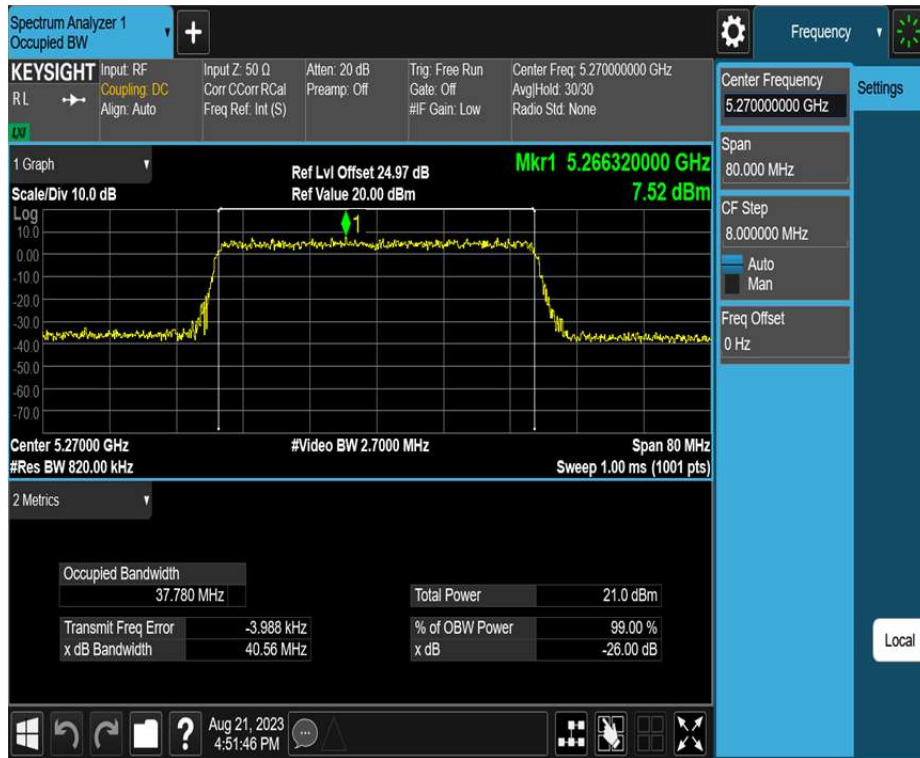 Spectrum Analyzer 1
Occupied BW
+
Frequency
KEYSIGHT
R L
LXI
Input: RF
Coupling: DC
Align: Auto
Input Z: 50 Ω
Corr CCorr RCal
Freq Ref: Int (S)
Atten: 20 dB
Preamp: Off
Trig: Free Run
Gate: Off
#IF Gain: Low
Center Freq: 5.270000000 GHz
Avg|Hold: 30/30
Radio Std: None
Center Frequency
5.270000000 GHz
Settings
Span
80.000 MHz
CF Step
8.000000 MHz
Auto
Man
Freq Offset
0 Hz
Local
1 Graph
Scale/Div 10.0 dB
Ref Lvl Offset 24.97 dB
Ref Value 20.00 dBm
Mkr1 5.266320000 GHz
7.52 dBm
Log
1
10.0
0.00
-10.0
-20.0
-30.0
-40.0
-50.0
-60.0
-70.0
Center 5.27000 GHz
#Video BW 2.7000 MHz
Span 80 MHz
#Res BW 820.00 kHz
Sweep 1.00 ms (1001 pts)
2 Metrics
Occupied Bandwidth
37.780 MHz
Total Power 21.0 dBm
Transmit Freq Error -3.988 kHz
% of OBW Power 99.00 %
x dB Bandwidth 40.56 MHz
x dB -26.00 dB
?
Aug 21, 2023
4:51:46 PM